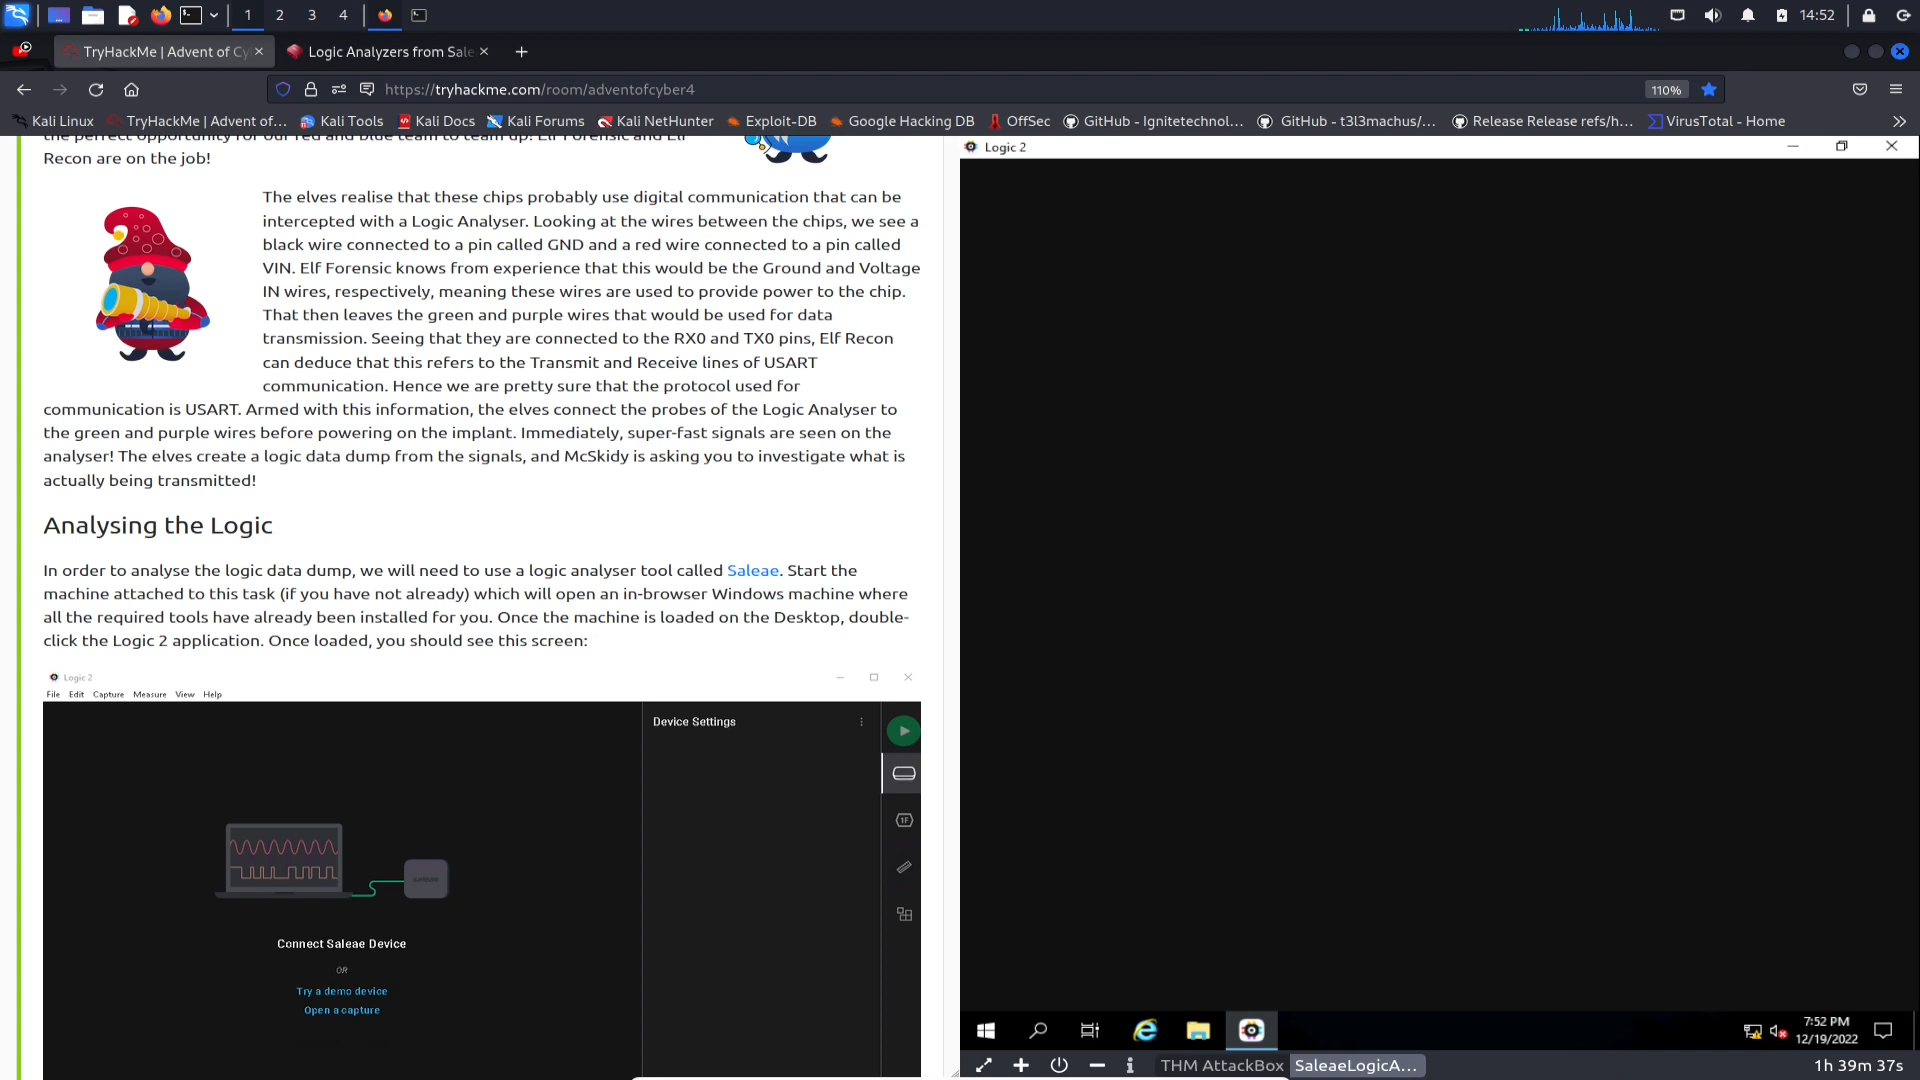 1 2 3 4 14:52
TryHackMe | Advent of Cy
Logic Analyzers from Sale
https://tryhackme.com/room/adventofcyber4
110%
Kali Linux
TryHackMe | Advent of...
Kali Tools
Kali Docs
Kali Forums
Kali NetHunter
Exploit-DB
Google Hacking DB
OffSec
GitHub - Ignitetechnol...
GitHub - t3l3machus/...
Release Release refs/h...
VirusTotal - Home
the perfect opportunity for our red and blue team to team up! Elf Forensic and Elf
Recon are on the job!
The elves realise that these chips probably use digital communication that can be
intercepted with a Logic Analyser. Looking at the wires between the chips, we see a
black wire connected to a pin called GND and a red wire connected to a pin called
VIN. Elf Forensic knows from experience that this would be the Ground and Voltage
IN wires, respectively, meaning these wires are used to provide power to the chip.
That then leaves the green and purple wires that would be used for data
transmission. Seeing that they are connected to the RX0 and TX0 pins, Elf Recon
can deduce that this refers to the Transmit and Receive lines of USART
communication. Hence we are pretty sure that the protocol used for
communication is USART. Armed with this information, the elves connect the probes of the Logic Analyser to
the green and purple wires before powering on the implant. Immediately, super-fast signals are seen on the
analyser! The elves create a logic data dump from the signals, and McSkidy is asking you to investigate what is
actually being transmitted!
Analysing the Logic
In order to analyse the logic data dump, we will need to use a logic analyser tool called Saleae. Start the
machine attached to this task (if you have not already) which will open an in-browser Windows machine where
all the required tools have already been installed for you. Once the machine is loaded on the Desktop, double-
click the Logic 2 application. Once loaded, you should see this screen:
Logic 2
File Edit Capture Measure View Help
Device Settings
1F
Connect Saleae Device
OR
Try a demo device
Open a capture
Logic 2
7:52 PM
12/19/2022
THM AttackBox
SaleaeLogicA...
1h 39m 37s